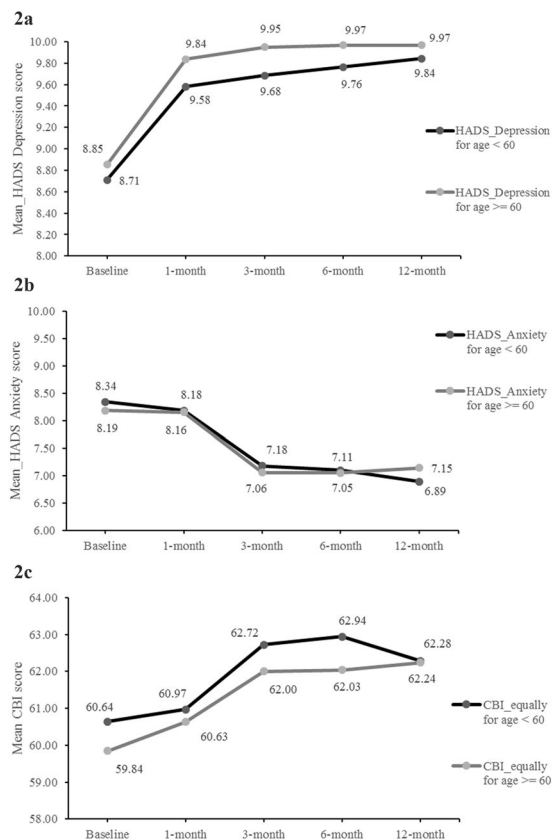 2a
Mean_HADS Depression score
10.00
9.80
9.60
9.40
9.20
9.00
8.80
8.60
8.40
8.20
8.00
8.85
8.71
9.84
9.58
9.95
9.68
9.97
9.76
9.97
9.84
HADS_Depression
for age < 60
HADS_Depression
for age >= 60
Baseline
1-month
3-month
6-month
12-month
2b
Mean_HADS Anxiety score
10.00
9.50
9.00
8.50
8.00
7.50
7.00
6.50
6.00
8.34
8.19
8.18
8.16
7.18
7.06
7.11
7.05
7.15
6.89
HADS_Anxiety
for age < 60
HADS_Anxiety
for age >= 60
Baseline
1-month
3-month
6-month
12-month
2c
Mean CBI score
64.00
63.00
62.00
61.00
60.00
59.00
58.00
60.64
59.84
60.97
60.63
62.72
62.00
62.94
62.03
62.28
62.24
CBI_equally
for age < 60
CBI_equally
for age >= 60
Baseline
1-month
3-month
6-month
12-month